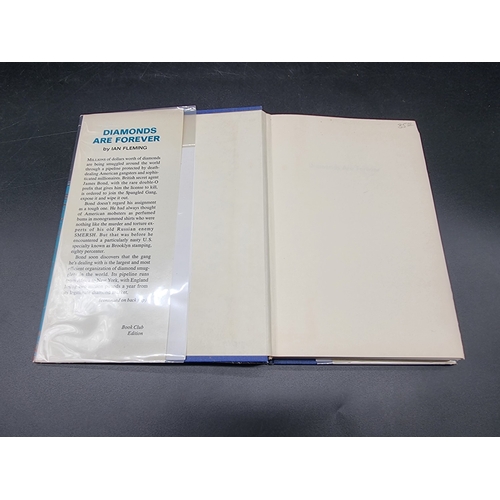 DIAMONDS
ARE FOREVER
by IAN FLEMING
MILLIONS of dollars worth of diamonds
are being smuggled around the world
through a pipeline protected by death-
dealing American gangsters and sophis-
ticated millionaires. British secret agent
James Bond, with the rare double-O
prefix that gives him the license to kill,
is ordered to join the Spangled Gang,
expose it and wipe it out.
Bond doesn't regard his assignment
as a tough one. He had always thought
of American mobsters as perfumed
bums in monogrammed shirts who were
nothing like the murder and torture ex-
perts of his old Russian enemy
SMERSH. But that was before he
encountered a particularly nasty U.S.
specialty known as Brooklyn stamping,
eighty percenter.
Bond soon discovers that the gang
he's dealing with is the largest and most
efficient organization of diamond smug-
in the world. Its pipeline runs
New York, with England
a year from
on back
Book Club
Edition